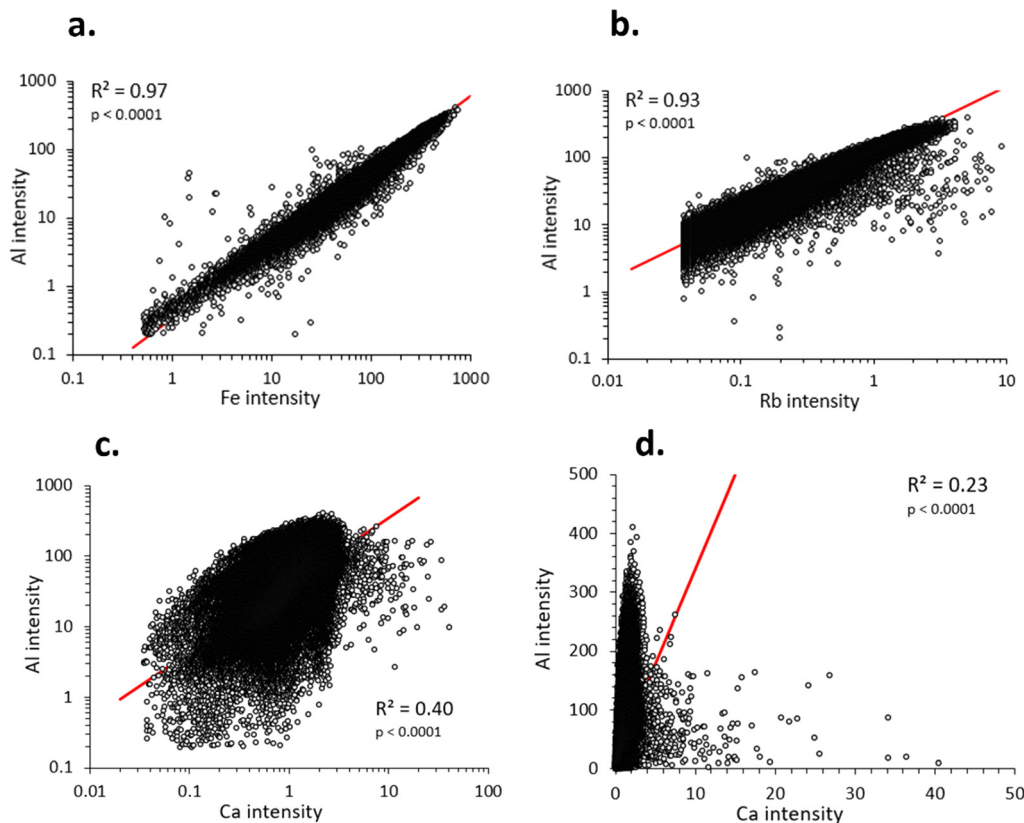 a.
R² = 0.97
p < 0.0001
1000
100
10
1
0.1
Al intensity
0.1
1
10
100
1000
Fe intensity
b.
R² = 0.93
p < 0.0001
1000
100
10
1
0.1
Al intensity
0.01
0.1
1
10
Rb intensity
c.
1000
100
10
1
0.1
Al intensity
R² = 0.40
p < 0.0001
0.01
0.1
1
10
100
Ca intensity
d.
R² = 0.23
p < 0.0001
500
400
300
200
100
0
Al intensity
0
10
20
30
40
50
Ca intensity